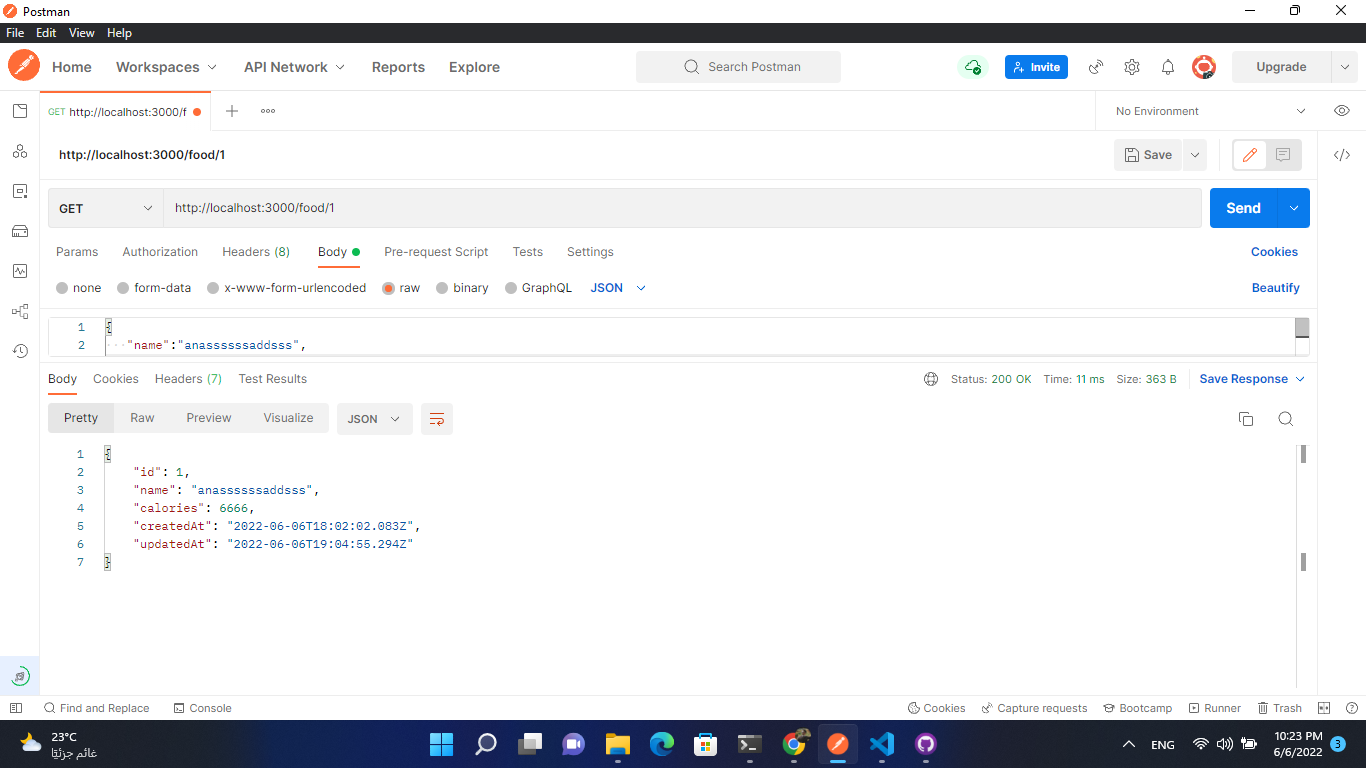 Postman
File Edit View Help
Home Workspaces API Network Reports Explore Search Postman Invite Upgrade
GET http://localhost:3000/f No Environment
http://localhost:3000/food/1 Save
GET http://localhost:3000/food/1 Send
Params Authorization Headers (8) Body Pre-request Script Tests Settings Cookies
none form-data x-www-form-urlencoded raw binary GraphQL JSON Beautify
1 {
2 "name":"anassssssaddsss",
Body Cookies Headers (7) Test Results Status: 200 OK Time: 11 ms Size: 363 B Save Response
Pretty Raw Preview Visualize JSON
1 {
2 "id": 1,
3 "name": "anassssssaddsss",
4 "calories": 6666,
5 "createdAt": "2022-06-06T18:02:02.083Z",
6 "updatedAt": "2022-06-06T19:04:55.294Z"
7 }
Find and Replace Console Cookies Capture requests Bootcamp Runner Trash
23°C
غائم جزئيًا
ENG 10:23 PM
6/6/2022 3